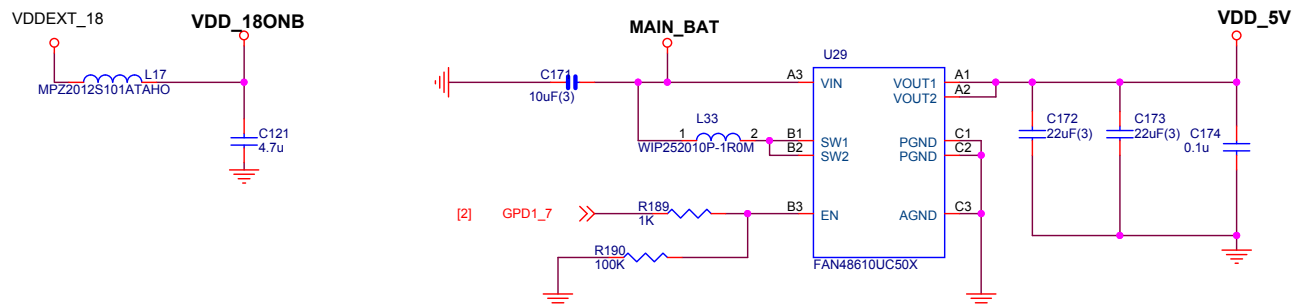 VDDEXT_18
VDD_18ONB
L17
MPZ2012S101ATAHO
C121
4.7u
MAIN_BAT
VDD_5V
U29
C171
10uF(3)
A3
VIN
VOUT1
A1
VOUT2
A2
L33
1
2
WIP252010P-1R0M
B1
SW1
B2
SW2
PGND
C1
PGND
C2
C172
22uF(3)
C173
22uF(3)
C174
0.1u
[2]
GPD1_7
R189
1K
B3
EN
AGND
C3
R190
100K
FAN48610UC50X